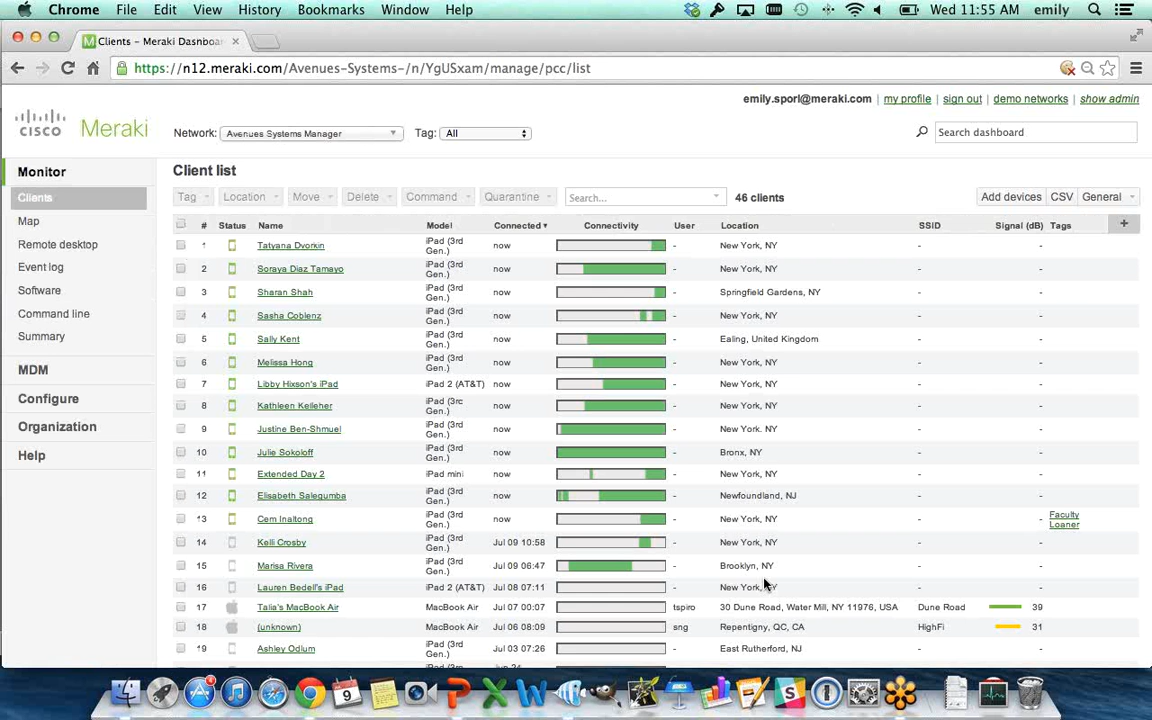 Chrome File Edit View History Bookmarks Window Help Wed 11:55 AM emily
Clients – Meraki Dashboa
https://n12.meraki.com/Avenues-Systems-/n/YgUSxam/manage/pcc/list
emily.sporl@meraki.com my profile sign out demo networks show admin
CISCO Meraki Network: Avenues Systems Manager Tag: All Search dashboard
Monitor
Clients
Map
Remote desktop
Event log
Software
Command line
Summary
MDM
Configure
Organization
Help
Client list
Tag Location Move Delete Command Quarantine Search... 46 clients Add devices CSV General
# Status Name Model Connected ▾ Connectivity User Location SSID Signal (dB) Tags +
1 Tatyana Dvorkin iPad (3rd Gen.) now - New York, NY - -
2 Soraya Diaz Tamayo iPad (3rd Gen.) now - New York, NY - -
3 Sharan Shah iPad (3rd Gen.) now - Springfield Gardens, NY - -
4 Sasha Coblenz iPad (3rd Gen.) now - New York, NY - -
5 Sally Kent iPad (3rd Gen.) now - Ealing, United Kingdom - -
6 Melissa Hong iPad (3rd Gen.) now - New York, NY - -
7 Libby Hixson's iPad iPad 2 (AT&T) now - New York, NY - -
8 Kathleen Kelleher iPad (3rd Gen.) now - New York, NY - -
9 Justine Ben-Shmuel iPad (3rd Gen.) now - New York, NY - -
10 Julie Sokoloff iPad (3rd Gen.) now - Bronx, NY - -
11 Extended Day 2 iPad mini now - New York, NY - -
12 Elisabeth Salegumba iPad (3rd Gen.) now - Newfoundland, NJ - -
13 Cem Inaltong iPad (3rd Gen.) now - New York, NY - - Faculty Loaner
14 Kelli Crosby iPad (3rd Gen.) Jul 09 10:58 - New York, NY - -
15 Marisa Rivera iPad (3rd Gen.) Jul 09 06:47 - Brooklyn, NY - -
16 Lauren Bedell's iPad iPad 2 (AT&T) Jul 08 07:11 - New York, NY - -
17 Talia's MacBook Air MacBook Air Jul 07 00:07 tspiro 30 Dune Road, Water Mill, NY 11976, USA Dune Road 39
18 (unknown) MacBook Air Jul 06 08:09 sng Repentigny, QC, CA HighFi 31
19 Ashley Odlum iPad (3rd Gen.) Jul 03 07:26 - East Rutherford, NJ - -